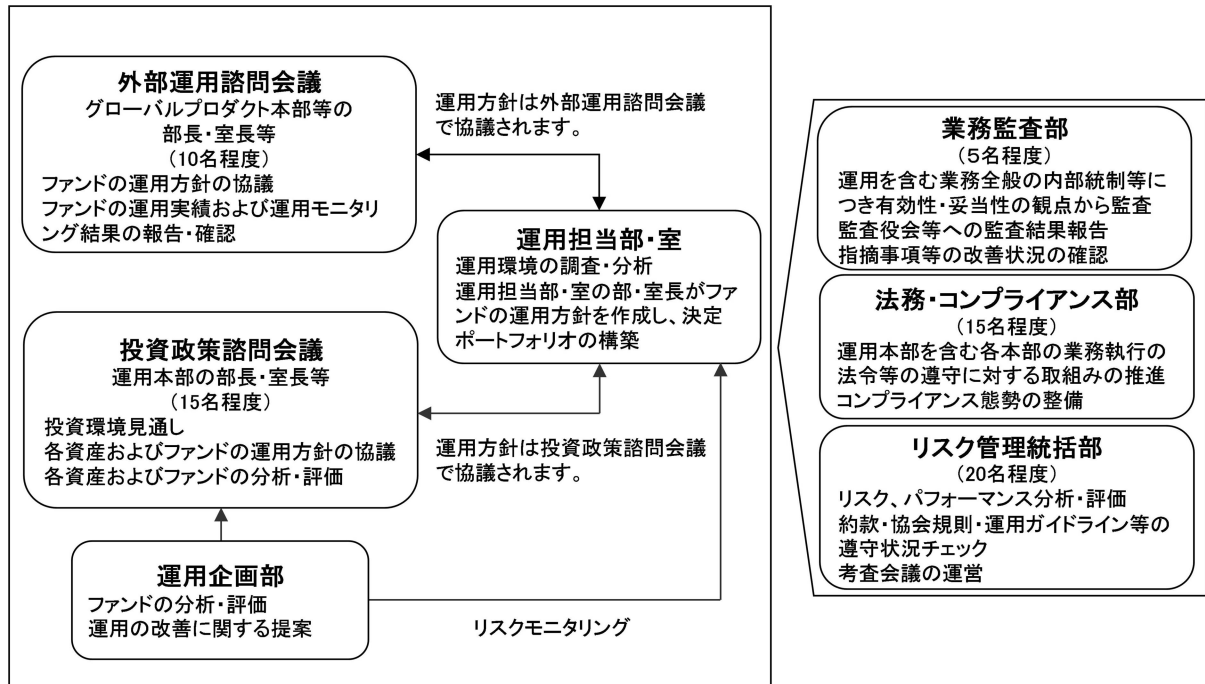 外部運用諮問会議
グローバルプロダクト本部等の
部長・室長等
(10名程度)
ファンドの運用方針の協議
ファンドの運用実績および運用モニタリ
ング結果の報告・確認
運用方針は外部運用諮問会議
で協議されます。
運用担当部・室
運用環境の調査・分析
運用担当部・室の部・室長がファ
ンドの運用方針を作成し、決定
ポートフォリオの構築
投資政策諮問会議
運用本部の部長・室長等
(15名程度)
投資環境見通し
各資産およびファンドの運用方針の協議
各資産およびファンドの分析・評価
運用方針は投資政策諮問会議
で協議されます。
運用企画部
ファンドの分析・評価
運用の改善に関する提案
リスクモニタリング
業務監査部
(5名程度)
運用を含む業務全般の内部統制等に
つき有効性・妥当性の観点から監査
監査役会等への監査結果報告
指摘事項等の改善状況の確認
法務・コンプライアンス部
(15名程度)
運用本部を含む各本部の業務執行の
法令等の遵守に対する取組みの推進
コンプライアンス態勢の整備
リスク管理統括部
(20名程度)
リスク、パフォーマンス分析・評価
約款・協会規則・運用ガイドライン等の
遵守状況チェック
考査会議の運営